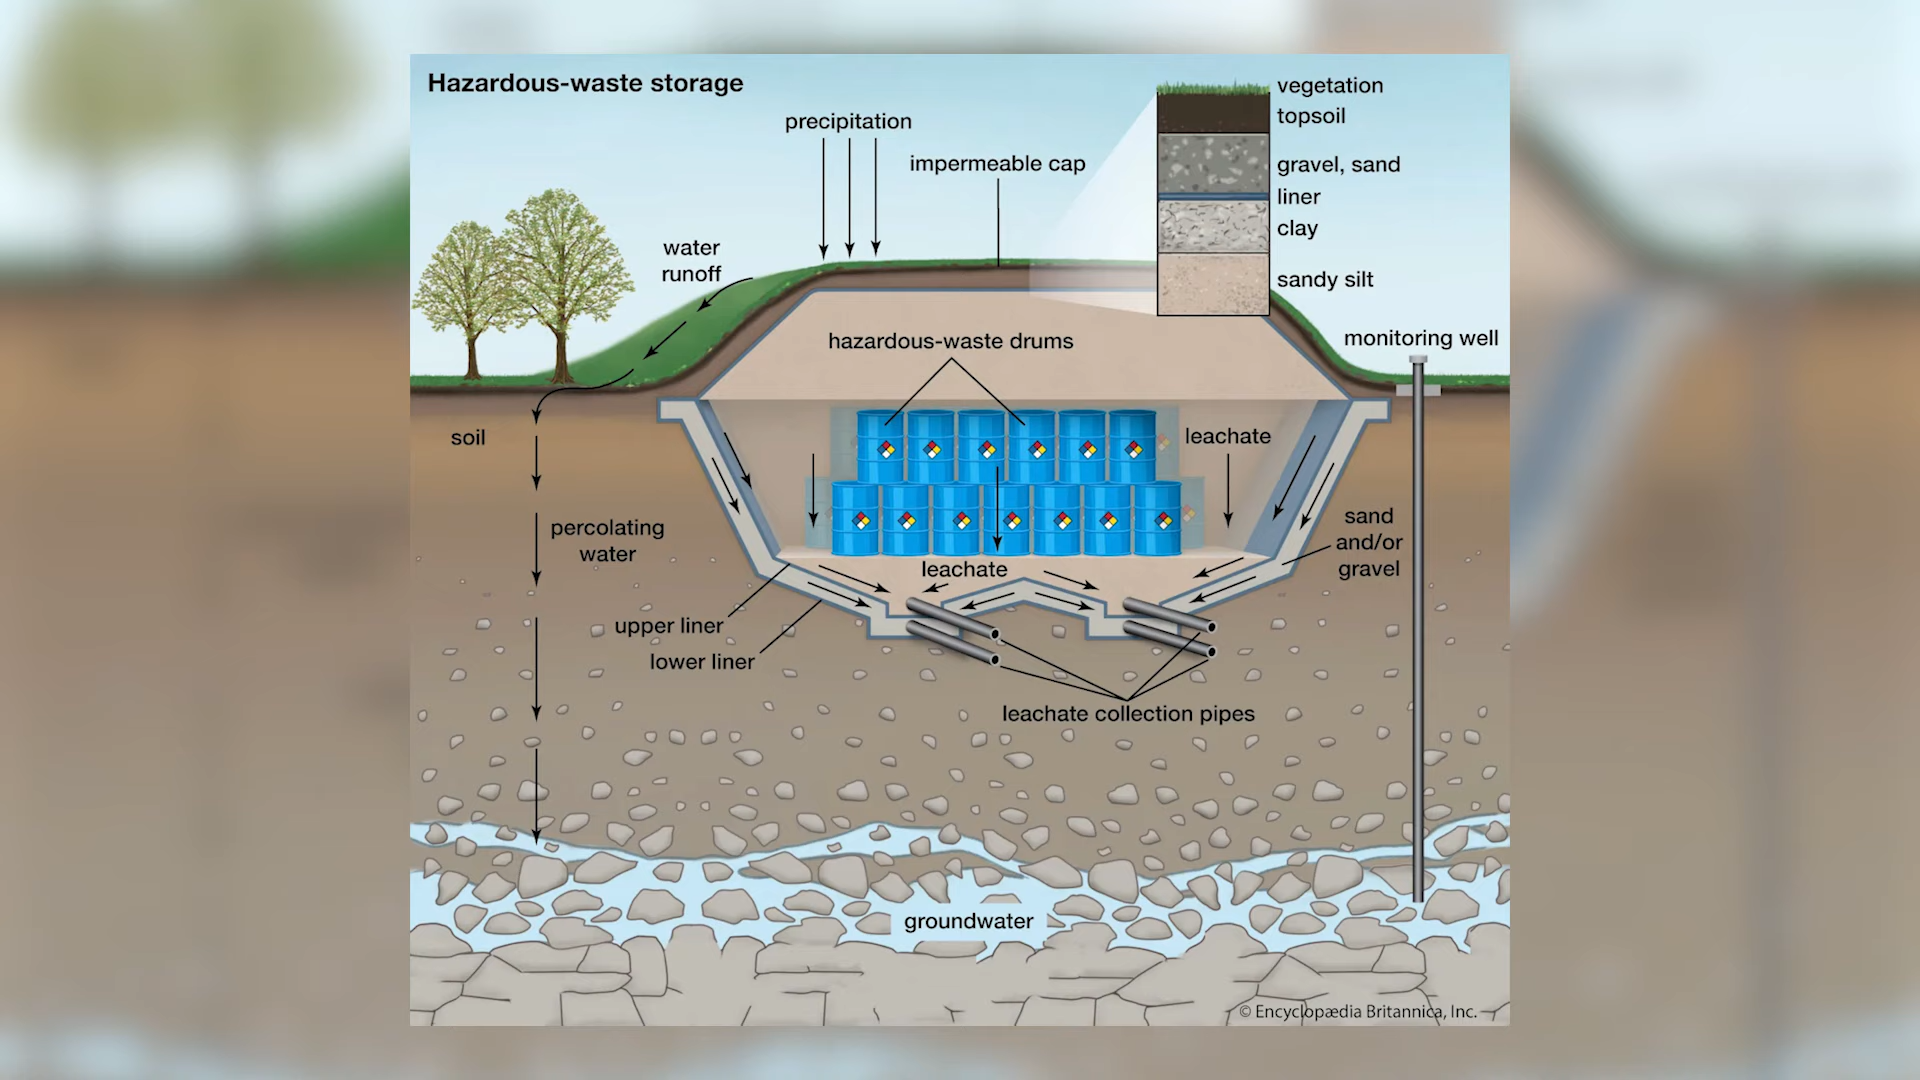 Hazardous-waste storage
precipitation
impermeable cap
vegetation
topsoil
gravel, sand
liner
clay
sandy silt
water
runoff
hazardous-waste drums
monitoring well
soil
leachate
percolating
water
sand
and/or
gravel
leachate
upper liner
lower liner
leachate collection pipes
groundwater
© Encyclopædia Britannica, Inc.